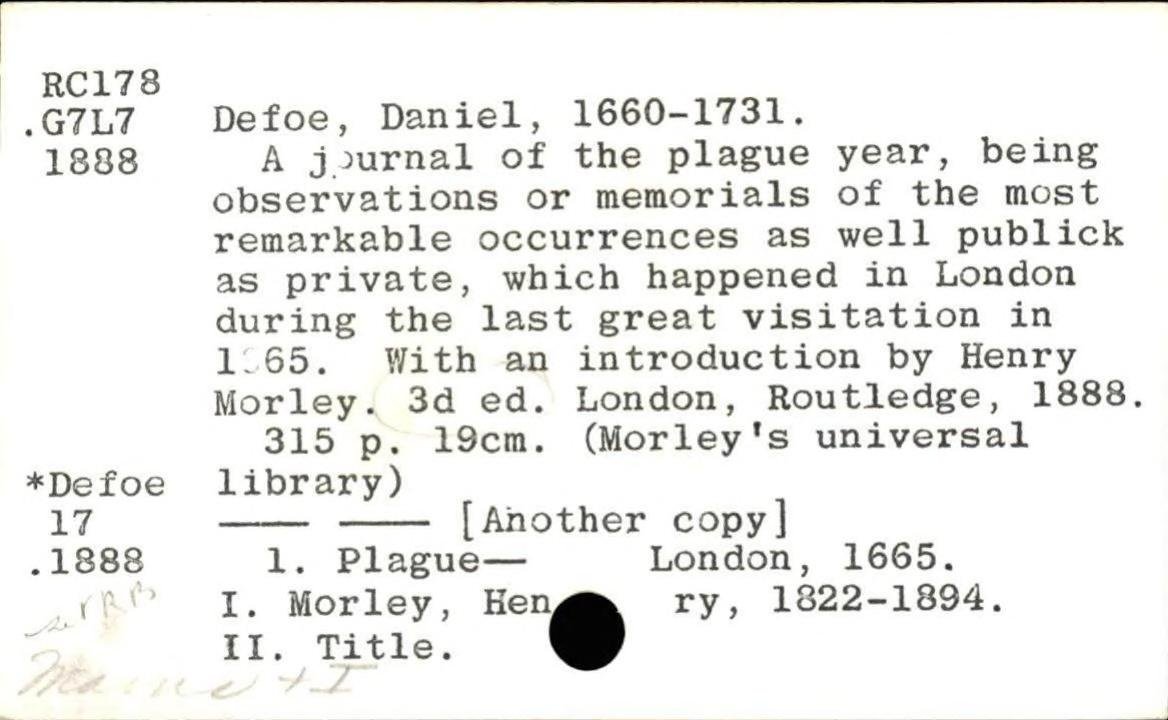 RC178
.G7L7 Defoe, Daniel, 1660-1731.
1888 A journal of the plague year, being
observations or memorials of the most
remarkable occurrences as well publick
as private, which happened in London
during the last great visitation in
1665. With an introduction by Henry
Morley. 3d ed. London, Routledge, 1888.
315 p. 19cm. (Morley's universal
*Defoe library)
17 —— —— [Another copy]
.1888 1. Plague— London, 1665.
I. Morley, Hen ry, 1822-1894.
II. Title.